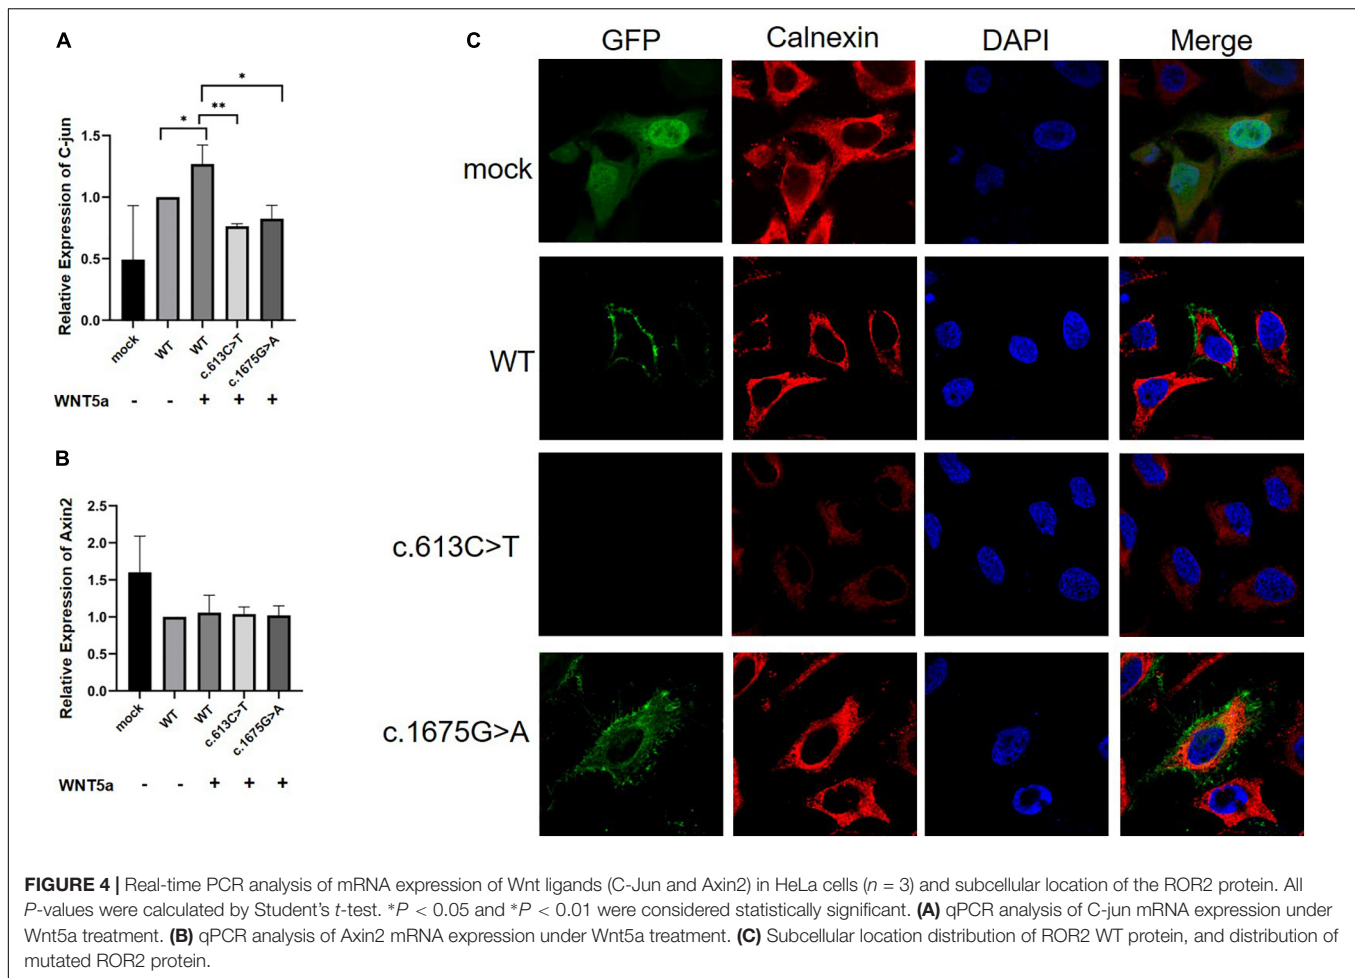 A
* 
** 
*
Relative Expression of C-jun
1.5
1.0
0.5
0.0
mock
WT
WT
c.613C>T
c.1675G>A
WNT5a - - + + +
B
Relative Expression of Axin2
2.5
2.0
1.5
1.0
0.5
0.0
mock
WT
WT
c.613C>T
c.1675G>A
WNT5a - - + + +
C
GFP Calnexin DAPI Merge
mock
WT
c.613C>T
c.1675G>A
FIGURE 4 | Real-time PCR analysis of mRNA expression of Wnt ligands (C-Jun and Axin2) in HeLa cells (n = 3) and subcellular location of the ROR2 protein. All
P-values were calculated by Student's t-test. *P < 0.05 and *P < 0.01 were considered statistically significant. (A) qPCR analysis of C-jun mRNA expression under
Wnt5a treatment. (B) qPCR analysis of Axin2 mRNA expression under Wnt5a treatment. (C) Subcellular location distribution of ROR2 WT protein, and distribution of
mutated ROR2 protein.